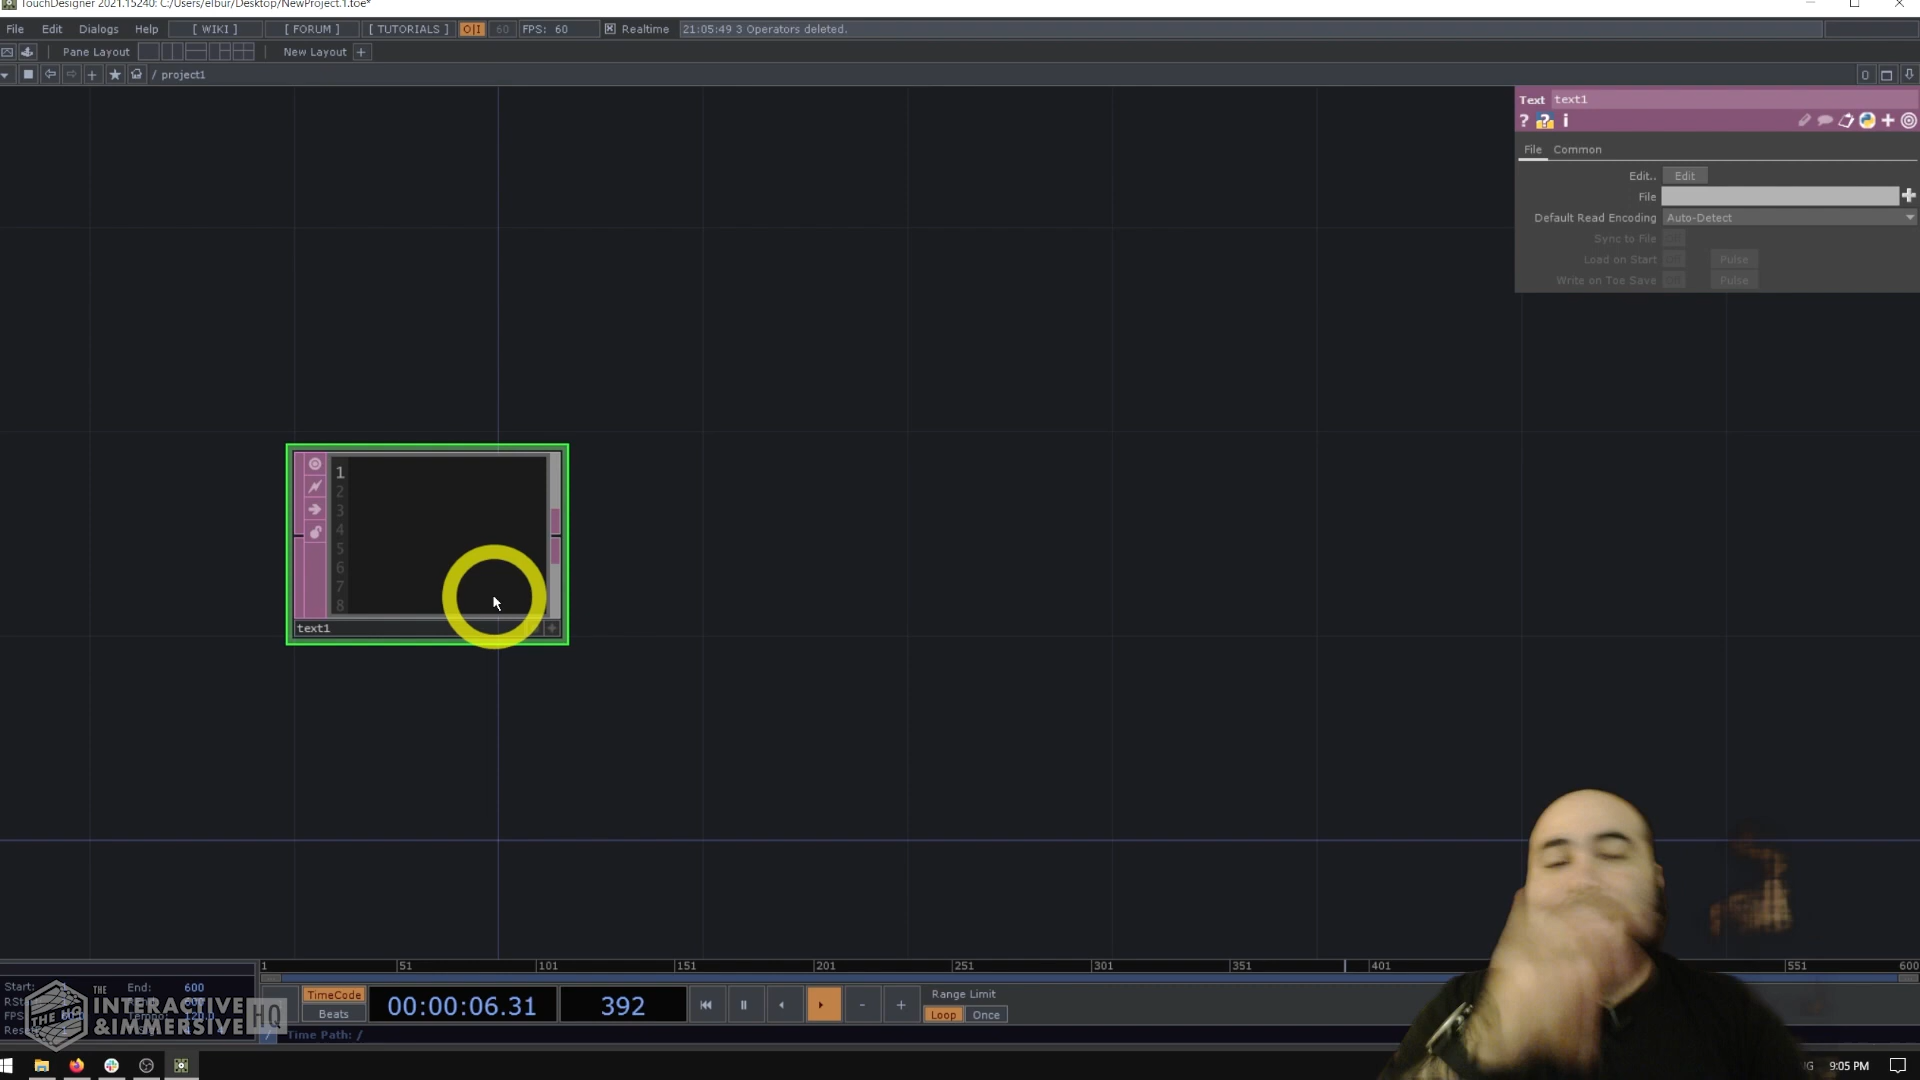 TouchDesigner 2021.15240: C:/Users/elbur/Desktop/NewProject.1.toe*
File Edit Dialogs Help [ WIKI ] [ FORUM ] [ TUTORIALS ] O|I 60 FPS: 60 Realtime 21:05:49 3 Operators deleted.
Pane Layout New Layout +
/ project1
Text text1
File Common
Edit.. Edit
File
Default Read Encoding Auto-Detect
Sync to File
Load on Start Pulse
Write on Toe Save Pulse
1
2
3
4
5
6
7
8
text1
1 51 101 151 201 251 301 351 401 551 600
Start: End: 600
TimeCode
Beats
00:00:06.31
392
Range Limit
Loop Once
THE HQ
THE
INTERACTIVE
& IMMERSIVE HQ
Time Path: /
9:05 PM